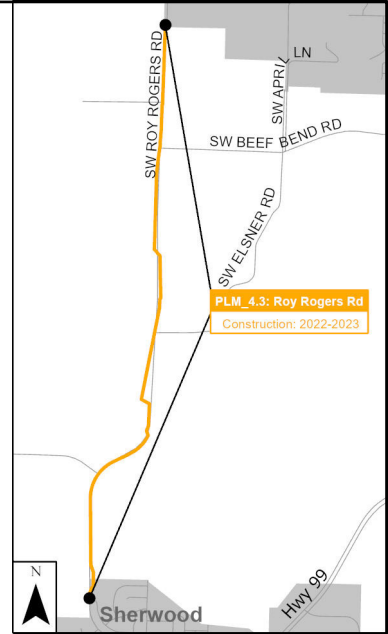 LN
SW APRIL
SW ROY ROGERS RD
SW BEEF BEND RD
SW ELSNER RD
PLM_4.3: Roy Rogers Rd
Construction: 2022-2023
N
Hwy 99
Sherwood